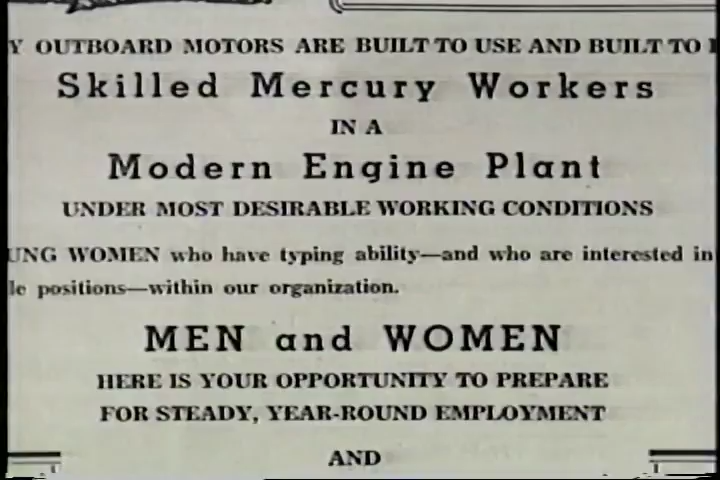 Y OUTBOARD MOTORS ARE BUILT TO USE AND BUILT TO
Skilled Mercury Workers
IN A
Modern Engine Plant
UNDER MOST DESIRABLE WORKING CONDITIONS
UNG WOMEN who have typing ability—and who are interested in
le positions—within our organization.
MEN and WOMEN
HERE IS YOUR OPPORTUNITY TO PREPARE
FOR STEADY, YEAR-ROUND EMPLOYMENT
AND